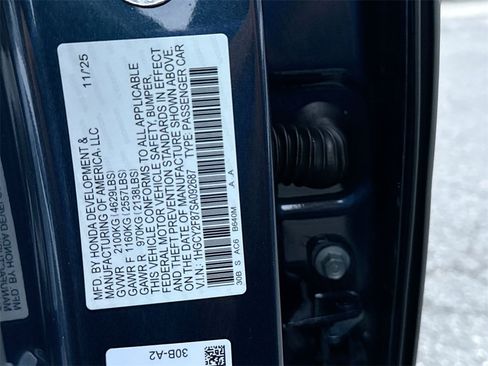 11/25
MFD. BY HONDA DEVELOPMENT &
MANUFACTURING OF AMERICA, LLC
GVWR 2100KG(4629LBS)
GAWR F 1160KG(2557LBS)
GAWR R 970KG(2138LBS)
THIS VEHICLE CONFORMS TO ALL APPLICABLE
FEDERAL MOTOR VEHICLE SAFETY, BUMPER,
AND THEFT PREVENTION STANDARDS IN EFFECT
ON THE DATE OF MANUFACTURE SHOWN ABOVE.
V.I.N.: 1HGCY2F87SA092687 TYPE: PASSENGER CAR
30B S AC6 B640M A A
30B-A2